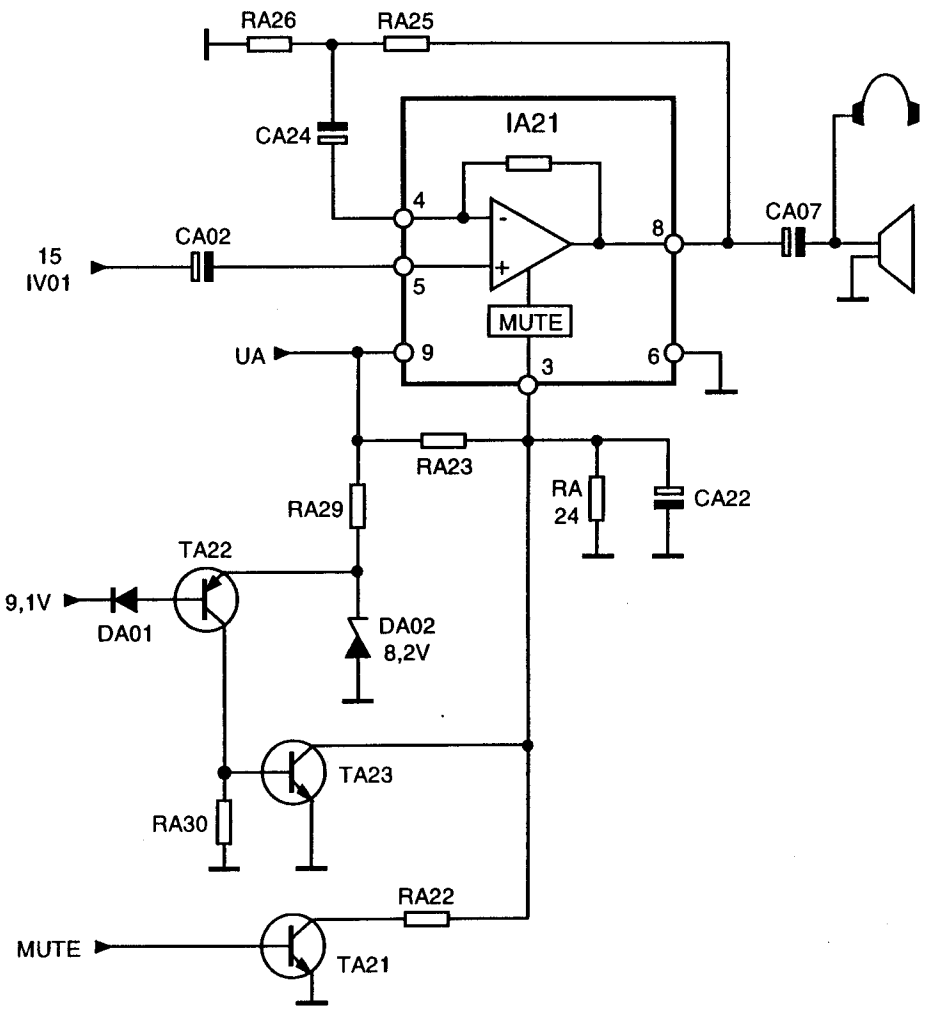 RA26
RA25
CA24
IA21
4
-
8
CA07
CA02
15
IV01
+
5
MUTE
UA
9
3
6
RA23
RA29
RA
24
CA22
TA22
9,1V
DA01
DA02
8,2V
TA23
RA30
RA22
MUTE
TA21